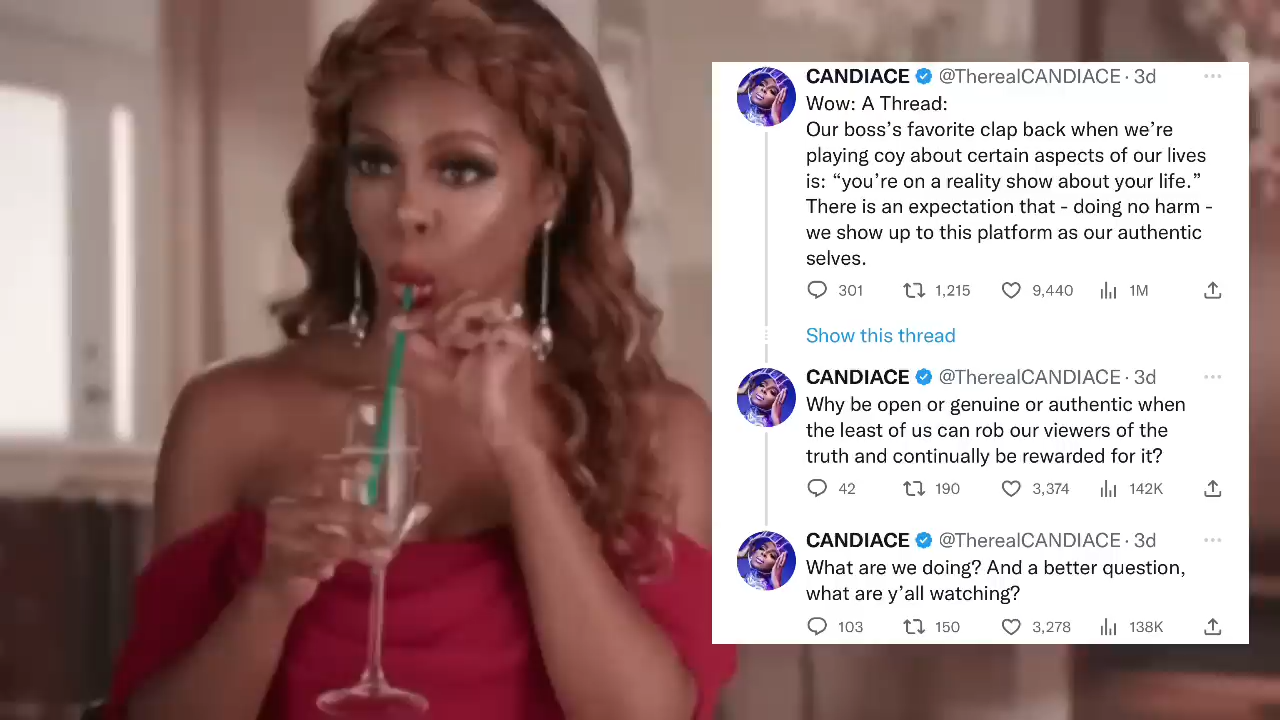 CANDIACE @TherealCANDIACE · 3d
Wow: A Thread:
Our boss’s favorite clap back when we’re
playing coy about certain aspects of our lives
is: “you’re on a reality show about your life.”
There is an expectation that - doing no harm -
we show up to this platform as our authentic
selves.
301 1,215 9,440 1M
Show this thread
CANDIACE @TherealCANDIACE · 3d
Why be open or genuine or authentic when
the least of us can rob our viewers of the
truth and continually be rewarded for it?
42 190 3,374 142K
CANDIACE @TherealCANDIACE · 3d
What are we doing? And a better question,
what are y’all watching?
103 150 3,278 138K